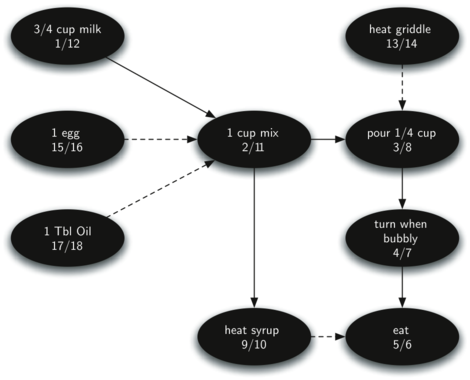 3/4 cup milk
1/12
heat griddle
13/14
1 egg
15/16
1 cup mix
2/11
pour 1/4 cup
3/8
1 Tbl Oil
17/18
turn when
bubbly
4/7
heat syrup
9/10
eat
5/6